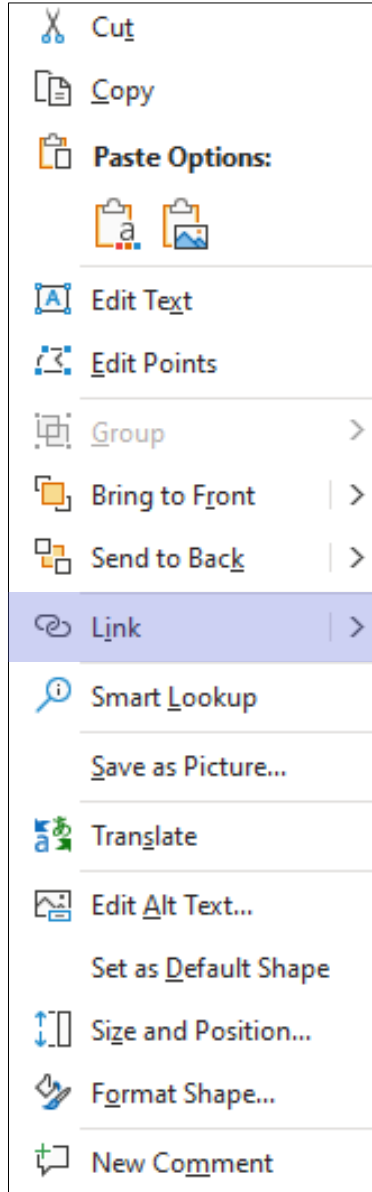 Cut
Copy
Paste Options:
Edit Text
Edit Points
Group
Bring to Front
Send to Back
Link
Smart Lookup
Save as Picture...
Translate
Edit Alt Text...
Set as Default Shape
Size and Position...
Format Shape...
New Comment